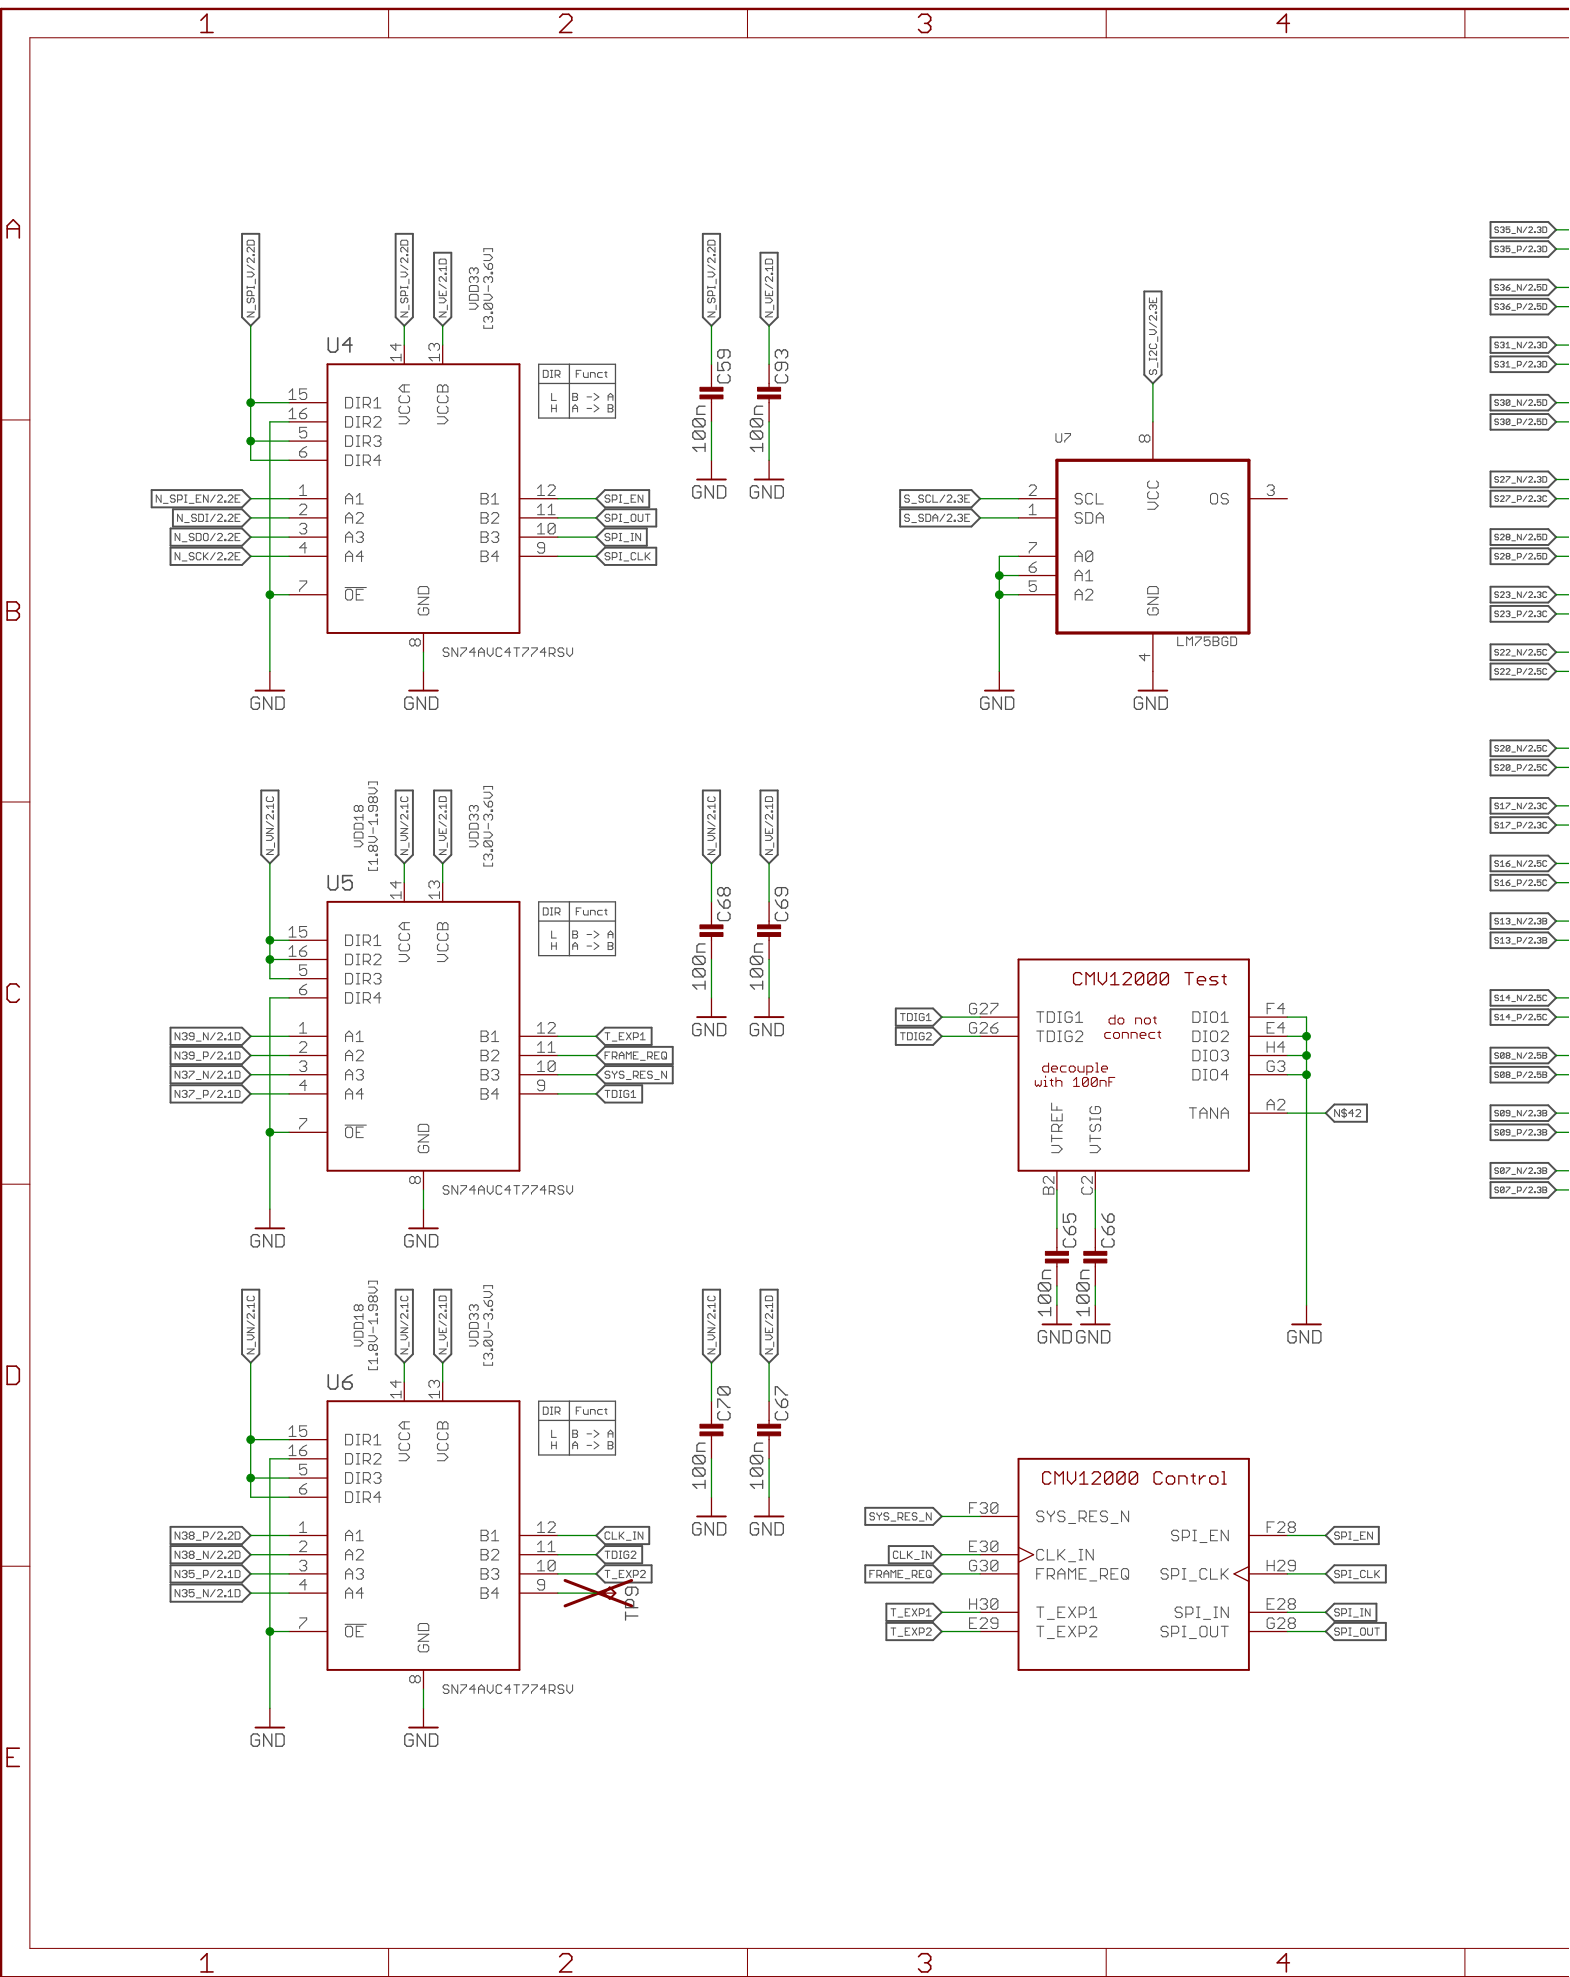 1 2 3 4
A
B
C
D
E
N_SPI_V/2.2D
N_SPI_V/2.2D
N_VE/2.1D
VDD33
[3.0V-3.6V]
U4
14
13
15 DIR1
16 DIR2
5 DIR3
6 DIR4
VCCA
VCCB
DIR Funct
L B -> A
H A -> B
N_SPI_EN/2.2E 1 A1 B1 12 SPI_EN
N_SDI/2.2E 2 A2 B2 11 SPI_OUT
N_SDO/2.2E 3 A3 B3 10 SPI_IN
N_SCK/2.2E 4 A4 B4 9 SPI_CLK
7 OE
GND
8
SN74AVC4T774RSV
GND
GND
N_SPI_V/2.2D
N_VE/2.1D
C59
C93
100n
100n
GND
GND
S_I2C_V/2.3E
U7
8
S_SCL/2.3E 2 SCL VCC OS 3
S_SDA/2.3E 1 SDA
7 A0
6 A1
5 A2
GND
4
LM75BGD
GND
GND
N_VN/2.1C
VDD18
[1.8V-1.98V]
N_VN/2.1C
N_VE/2.1D
VDD33
[3.0V-3.6V]
U5
14
13
15 DIR1
16 DIR2
5 DIR3
6 DIR4
VCCA
VCCB
DIR Funct
L B -> A
H A -> B
N39_N/2.1D 1 A1 B1 12 T_EXP1
N39_P/2.1D 2 A2 B2 11 FRAME_REQ
N37_N/2.1D 3 A3 B3 10 SYS_RES_N
N37_P/2.1D 4 A4 B4 9 TDIG1
7 OE
GND
8
SN74AVC4T774RSV
GND
GND
N_VN/2.1C
N_VE/2.1D
C68
C69
100n
100n
GND
GND
CMV12000 Test
TDIG1 G27 TDIG1
TDIG2 G26 TDIG2
do not
connect
decouple
with 100nF
DIO1 F4
DIO2 E4
DIO3 H4
DIO4 G3
TANA A2 N$42
VTREF
VTSIG
B2
C2
C65
C66
100n
100n
GND
GND
GND
N_VN/2.1C
VDD18
[1.8V-1.98V]
N_VN/2.1C
N_VE/2.1D
VDD33
[3.0V-3.6V]
U6
14
13
15 DIR1
16 DIR2
5 DIR3
6 DIR4
VCCA
VCCB
DIR Funct
L B -> A
H A -> B
N38_P/2.2D 1 A1 B1 12 CLK_IN
N38_N/2.2D 2 A2 B2 11 TDIG2
N35_P/2.1D 3 A3 B3 10 T_EXP2
N35_N/2.1D 4 A4 B4 9
TP9
7 OE
GND
8
SN74AVC4T774RSV
GND
GND
N_VN/2.1C
N_VE/2.1D
C70
C67
100n
100n
GND
GND
CMV12000 Control
SYS_RES_N F30 SYS_RES_N
CLK_IN E30 CLK_IN
FRAME_REQ G30 FRAME_REQ
T_EXP1 H30 T_EXP1
T_EXP2 E29 T_EXP2
SPI_EN F28 SPI_EN
SPI_CLK H29 SPI_CLK
SPI_IN E28 SPI_IN
SPI_OUT G28 SPI_OUT
S35_N/2.3D
S35_P/2.3D
S36_N/2.5D
S36_P/2.5D
S31_N/2.3D
S31_P/2.3D
S30_N/2.5D
S30_P/2.5D
S27_N/2.3D
S27_P/2.3C
S28_N/2.5D
S28_P/2.5D
S23_N/2.3C
S23_P/2.3C
S22_N/2.5C
S22_P/2.5C
S20_N/2.5C
S20_P/2.5C
S17_N/2.3C
S17_P/2.3C
S16_N/2.5C
S16_P/2.5C
S13_N/2.3B
S13_P/2.3B
S14_N/2.5C
S14_P/2.5C
S08_N/2.5B
S08_P/2.5B
S09_N/2.3B
S09_P/2.3B
S07_N/2.3B
S07_P/2.3B
1 2 3 4